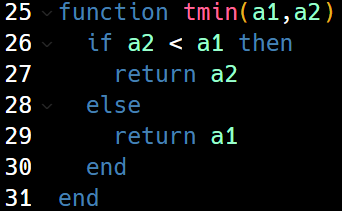 25 function tmin(a1,a2)
26   if a2 < a1 then
27     return a2
28   else
29     return a1
30   end
31 end